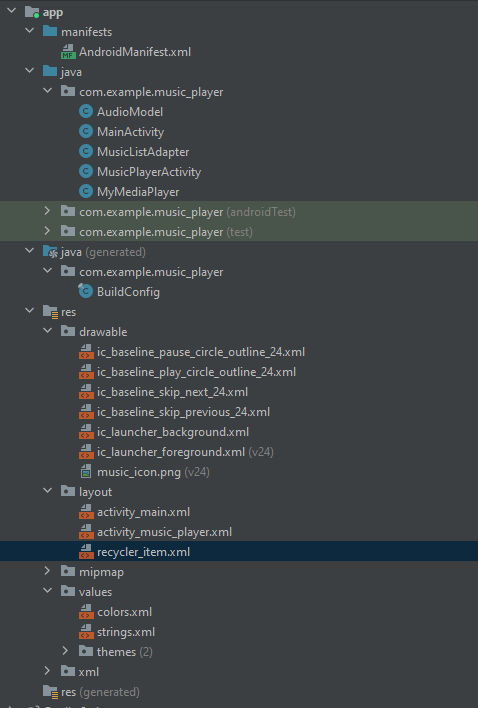 app
manifests
AndroidManifest.xml
java
com.example.music_player
AudioModel
MainActivity
MusicListAdapter
MusicPlayerActivity
MyMediaPlayer
com.example.music_player (androidTest)
com.example.music_player (test)
java (generated)
com.example.music_player
BuildConfig
res
drawable
ic_baseline_pause_circle_outline_24.xml
ic_baseline_play_circle_outline_24.xml
ic_baseline_skip_next_24.xml
ic_baseline_skip_previous_24.xml
ic_launcher_background.xml
ic_launcher_foreground.xml (v24)
music_icon.png (v24)
layout
activity_main.xml
activity_music_player.xml
recycler_item.xml
mipmap
values
colors.xml
strings.xml
themes (2)
xml
res (generated)